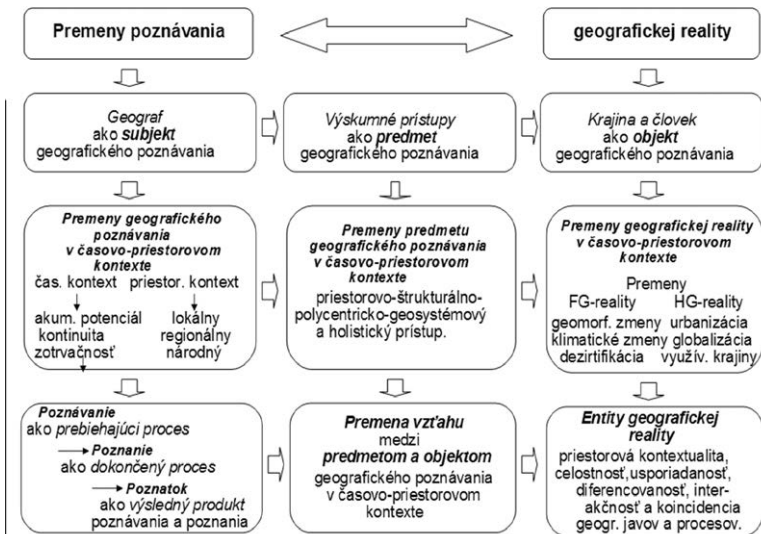 Premeny poznávania
geografickej reality
Geograf
ako subjekt
geografického poznávania
Výskumné prístupy
ako predmet
geografického poznávania
Krajina a človek
ako objekt
geografického poznávania
Premeny geografického
poznávania
v časovo-priestorovom
kontexte
čas. kontext priestor. kontext
akum. potenciál lokálny
kontinuita regionálny
zotrvačnosť národný
Premeny predmetu
geografického poznávania
v časovo-priestorovom
kontexte
priestorovo-štrukturálno-
polycentricko-geosystémový
a holistický prístup.
Premeny geografickej reality
v časovo-priestorovom
kontexte
Premeny
FG-reality HG-reality
geomorf. zmeny urbanizácia
klimatické zmeny globalizácia
dezirtifikácia využív. krajiny
Poznávanie
ako prebiehajúci proces
Poznanie
ako dokončený proces
Poznatok
ako výsledný produkt
poznávania a poznania
Premena vzťahu
medzi
predmetom a objektom
geografického poznávania
v časovo-priestorovom
kontexte
Entity geografickej
reality
priestorová kontextualita,
celostnosť,usporiadanosť,
diferencovanosť, inter-
akčnosť a koincidencia
geogr. javov a procesov.